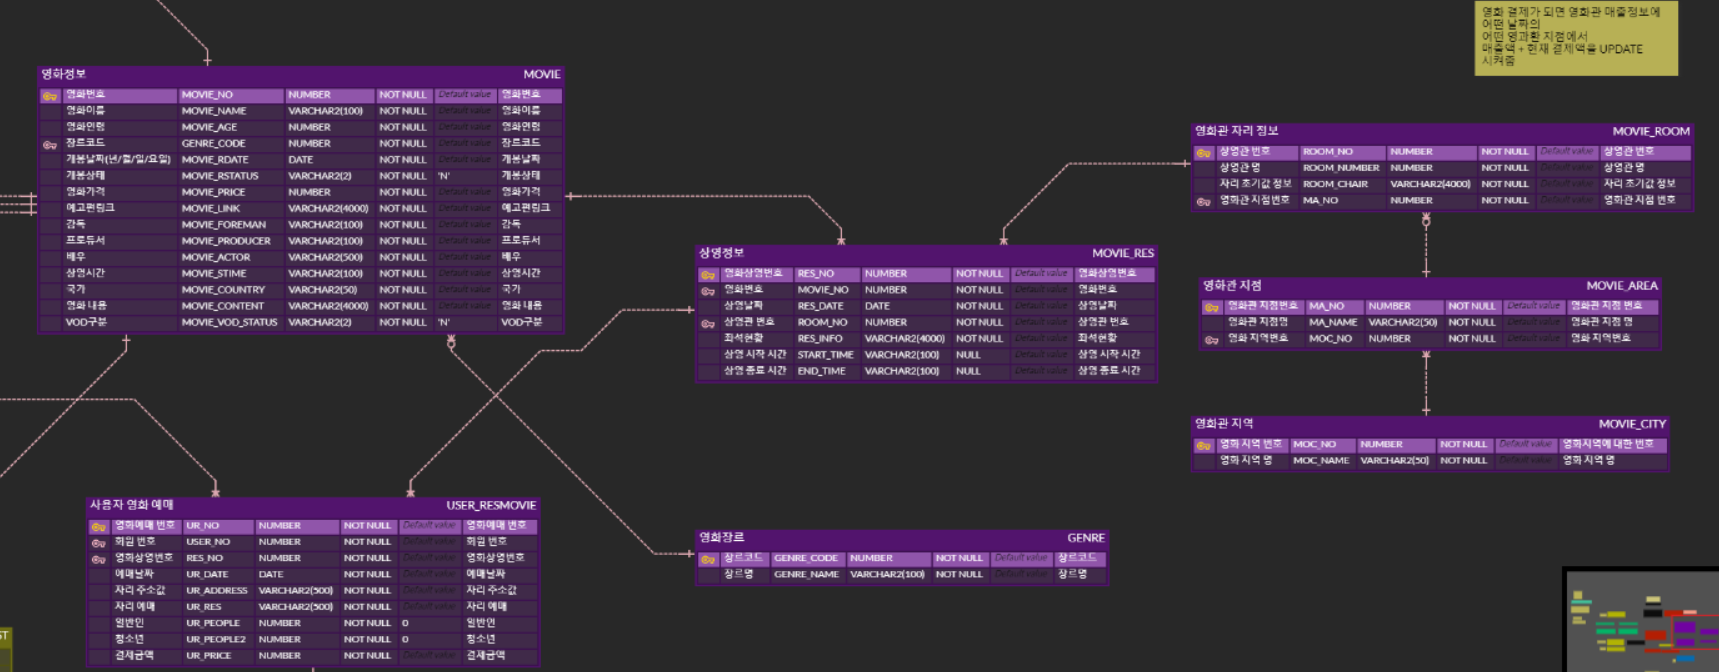 영화 결제가 되면 영화관 매출정보에
어떤 날짜의
어떤 영과환 지점에서
매출액 + 현재 결제액을 UPDATE
시켜줌
영화정보 MOVIE
영화번호 MOVIE_NO NUMBER NOT NULL Default value 영화번호
영화이름 MOVIE_NAME VARCHAR2(100) NOT NULL Default value 영화이름
영화연령 MOVIE_AGE NUMBER NOT NULL Default value 영화연령
장르코드 GENRE_CODE NUMBER NOT NULL Default value 장르코드
개봉날짜(년/월/일/요일) MOVIE_RDATE DATE NOT NULL Default value 개봉날짜
개봉상태 MOVIE_RSTATUS VARCHAR2(2) NOT NULL 'N' 개봉상태
영화가격 MOVIE_PRICE NUMBER NOT NULL Default value 영화가격
예고편링크 MOVIE_LINK VARCHAR2(4000) NOT NULL Default value 예고편링크
감독 MOVIE_FOREMAN VARCHAR2(100) NOT NULL Default value 감독
프로듀서 MOVIE_PRODUCER VARCHAR2(100) NOT NULL Default value 프로듀서
배우 MOVIE_ACTOR VARCHAR2(500) NOT NULL Default value 배우
상영시간 MOVIE_STIME VARCHAR2(100) NOT NULL Default value 상영시간
국가 MOVIE_COUNTRY VARCHAR2(50) NOT NULL Default value 국가
영화 내용 MOVIE_CONTENT VARCHAR2(4000) NOT NULL Default value 영화 내용
VOD구분 MOVIE_VOD_STATUS VARCHAR2(2) NOT NULL 'N' VOD구분
영화관 자리 정보 MOVIE_ROOM
상영관 번호 ROOM_NO NUMBER NOT NULL Default value 상영관 번호
상영관 명 ROOM_NUMBER NUMBER NOT NULL Default value 상영관 명
자리 초기값 정보 ROOM_CHAIR VARCHAR2(4000) NOT NULL Default value 자리 초기값 정보
영화관 지점번호 MA_NO NUMBER NOT NULL Default value 영화관 지점 번호
상영정보 MOVIE_RES
영화상영번호 RES_NO NUMBER NOT NULL Default value 영화상영번호
영화번호 MOVIE_NO NUMBER NOT NULL Default value 영화번호
상영날짜 RES_DATE DATE NOT NULL Default value 상영날짜
상영관 번호 ROOM_NO NUMBER NOT NULL Default value 상영관 번호
좌석현황 RES_INFO VARCHAR2(4000) NOT NULL Default value 좌석현황
상영 시작 시간 START_TIME VARCHAR2(100) NULL Default value 상영 시작 시간
상영 종료 시간 END_TIME VARCHAR2(100) NULL Default value 상영 종료 시간
영화관 지점 MOVIE_AREA
영화관 지점번호 MA_NO NUMBER NOT NULL Default value 영화관 지점 번호
영화관 지점명 MA_NAME VARCHAR2(50) NOT NULL Default value 영화관 지점 명
영화 지역번호 MOC_NO NUMBER NOT NULL Default value 영화 지역번호
영화관 지역 MOVIE_CITY
영화 지역 번호 MOC_NO NUMBER NOT NULL Default value 영화지역에 대한 번호
영화 지역 명 MOC_NAME VARCHAR2(50) NOT NULL Default value 영화 지역 명
사용자 영화 예매 USER_RESMOVIE
영화예매 번호 UR_NO NUMBER NOT NULL Default value 영화예매 번호
회원 번호 USER_NO NUMBER NOT NULL Default value 회원 번호
영화상영번호 RES_NO NUMBER NOT NULL Default value 영화상영번호
예매날짜 UR_DATE DATE NOT NULL Default value 예매날짜
자리 주소값 UR_ADDRESS VARCHAR2(500) NOT NULL Default value 자리 주소값
자리 예매 UR_RES VARCHAR2(500) NOT NULL Default value 자리 예매
일반인 UR_PEOPLE NUMBER NOT NULL 0 일반인
청소년 UR_PEOPLE2 NUMBER NOT NULL 0 청소년
결제금액 UR_PRICE NUMBER NOT NULL Default value 결제금액
영화장르 GENRE
장르코드 GENRE_CODE NUMBER NOT NULL Default value 장르코드
장르명 GENRE_NAME VARCHAR2(100) NOT NULL Default value 장르명
ST